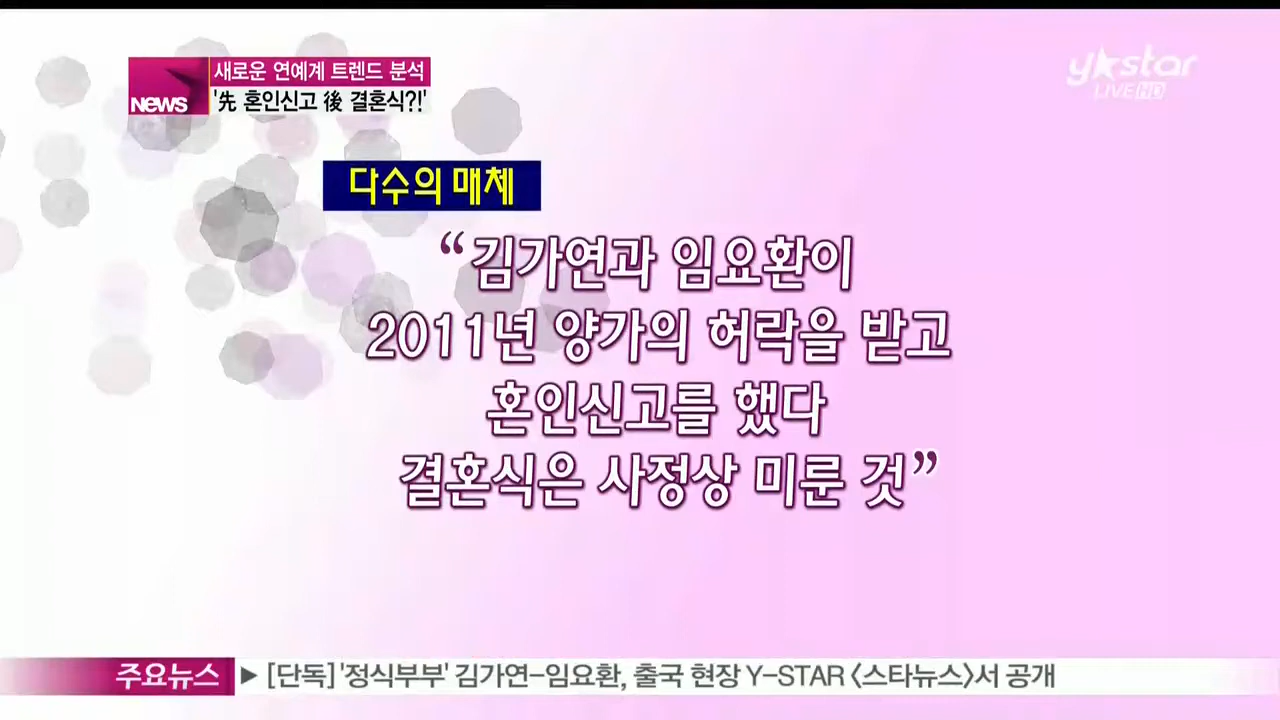 새로운 연예계 트렌드 분석
NEWS
'先 혼인신고 後 결혼식?!'
y★star
LIVE HD
다수의 매체
“김가연과 임요환이
2011년 양가의 허락을 받고
혼인신고를 했다
결혼식은 사정상 미룬 것”
주요뉴스 ▶ [단독] '정식부부' 김가연-임요환, 출국 현장 Y-STAR <스타뉴스>서 공개